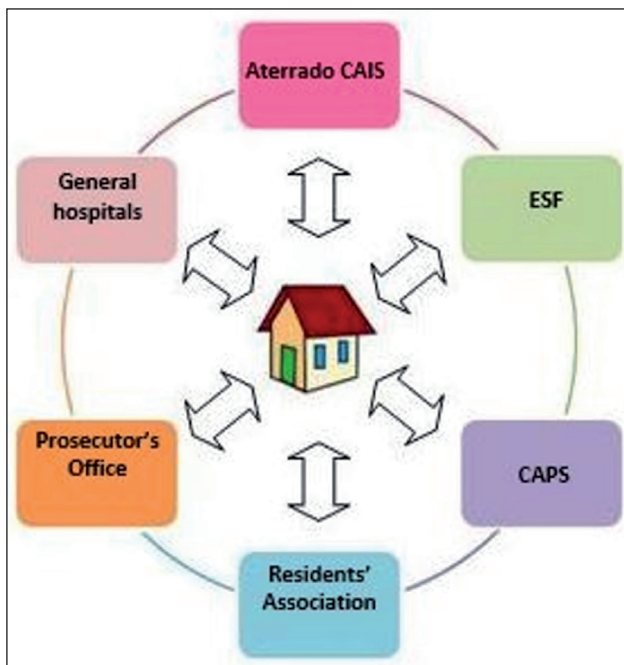 Aterrado CAIS
General
hospitals
ESF
Prosecutor's
Office
CAPS
Residents'
Association